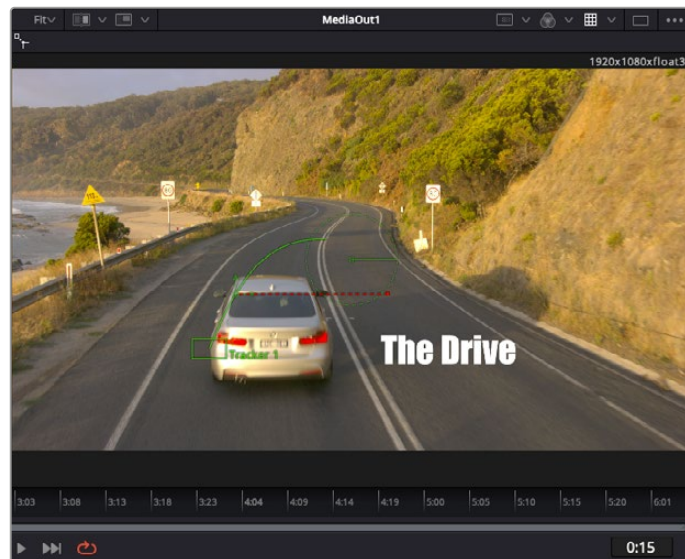 Fit
MediaOut1
1920x1080xfloat3
Tracker 1
The Drive
3:03 3:08 3:13 3:18 3:23 4:04 4:09 4:14 4:19 5:00 5:05 5:10 5:15 5:20 6:01
0:15